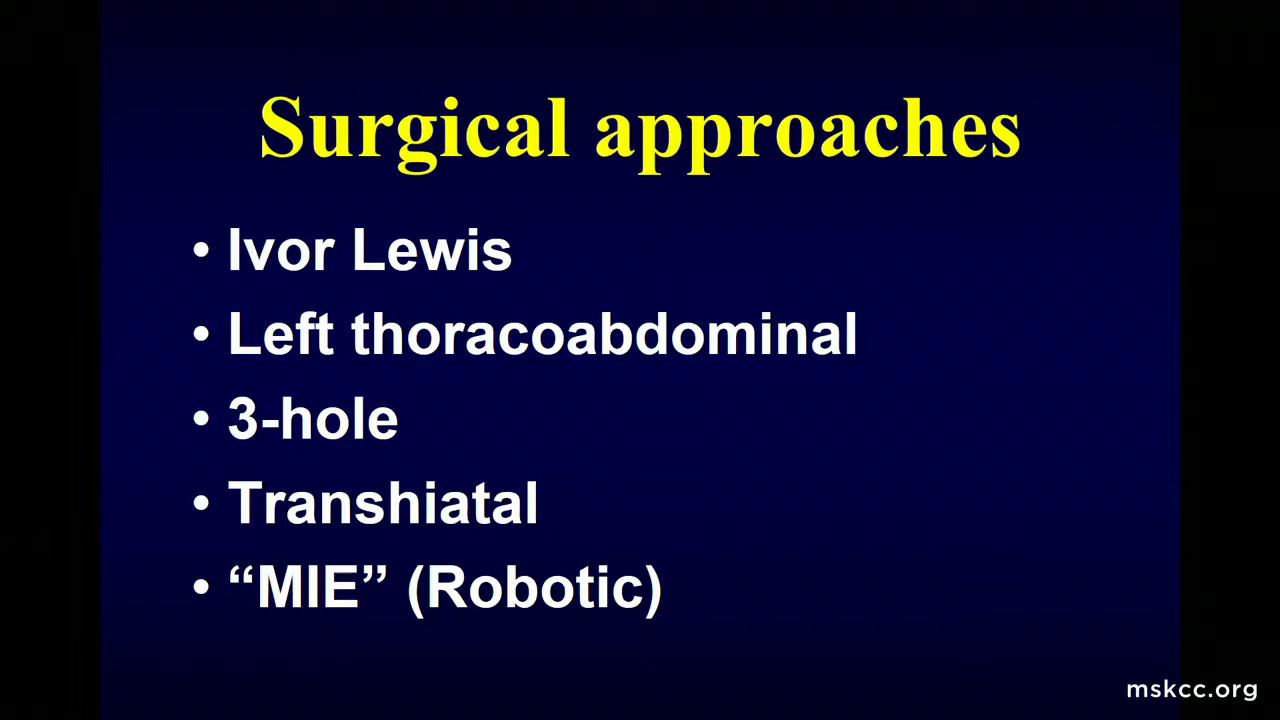 Surgical approaches
• Ivor Lewis
• Left thoracoabdominal
• 3-hole
• Transhiatal
• “MIE” (Robotic)
mskcc.org